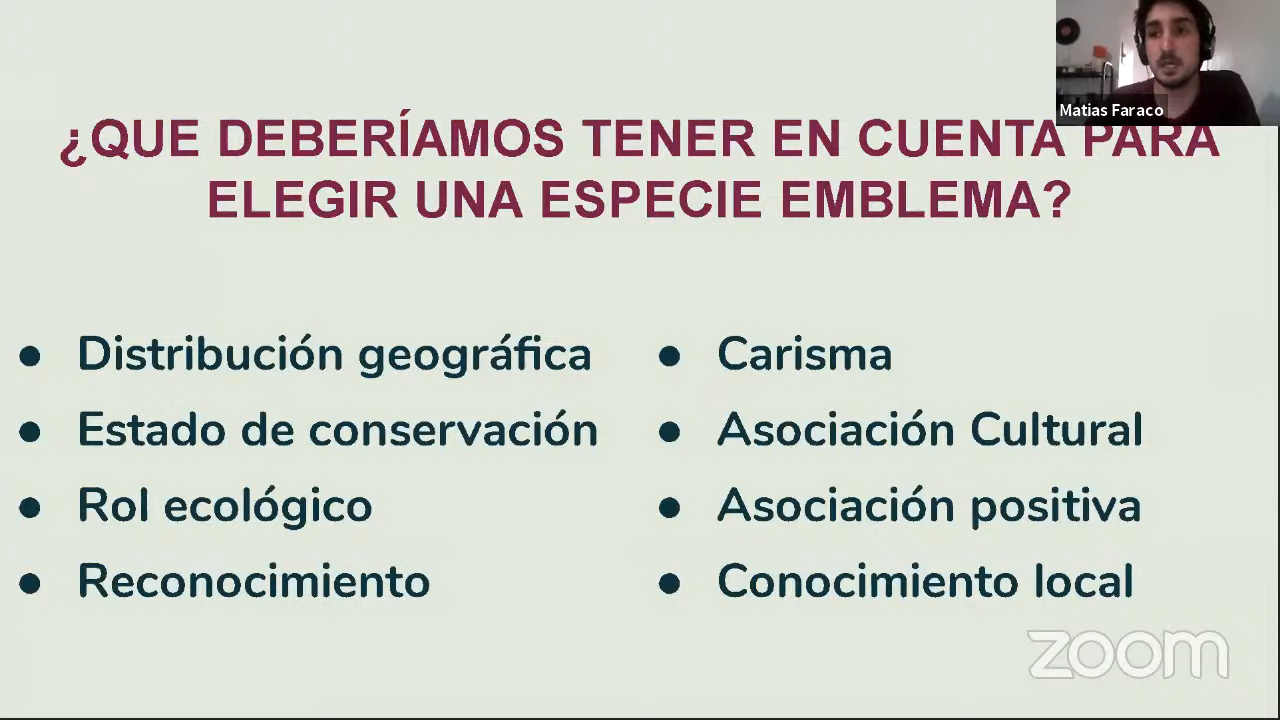 Matias Faraco
¿QUE DEBERÍAMOS TENER EN CUENTA PARA
ELEGIR UNA ESPECIE EMBLEMA?
● Distribución geográfica
● Estado de conservación
● Rol ecológico
● Reconocimiento
● Carisma
● Asociación Cultural
● Asociación positiva
● Conocimiento local
zoom